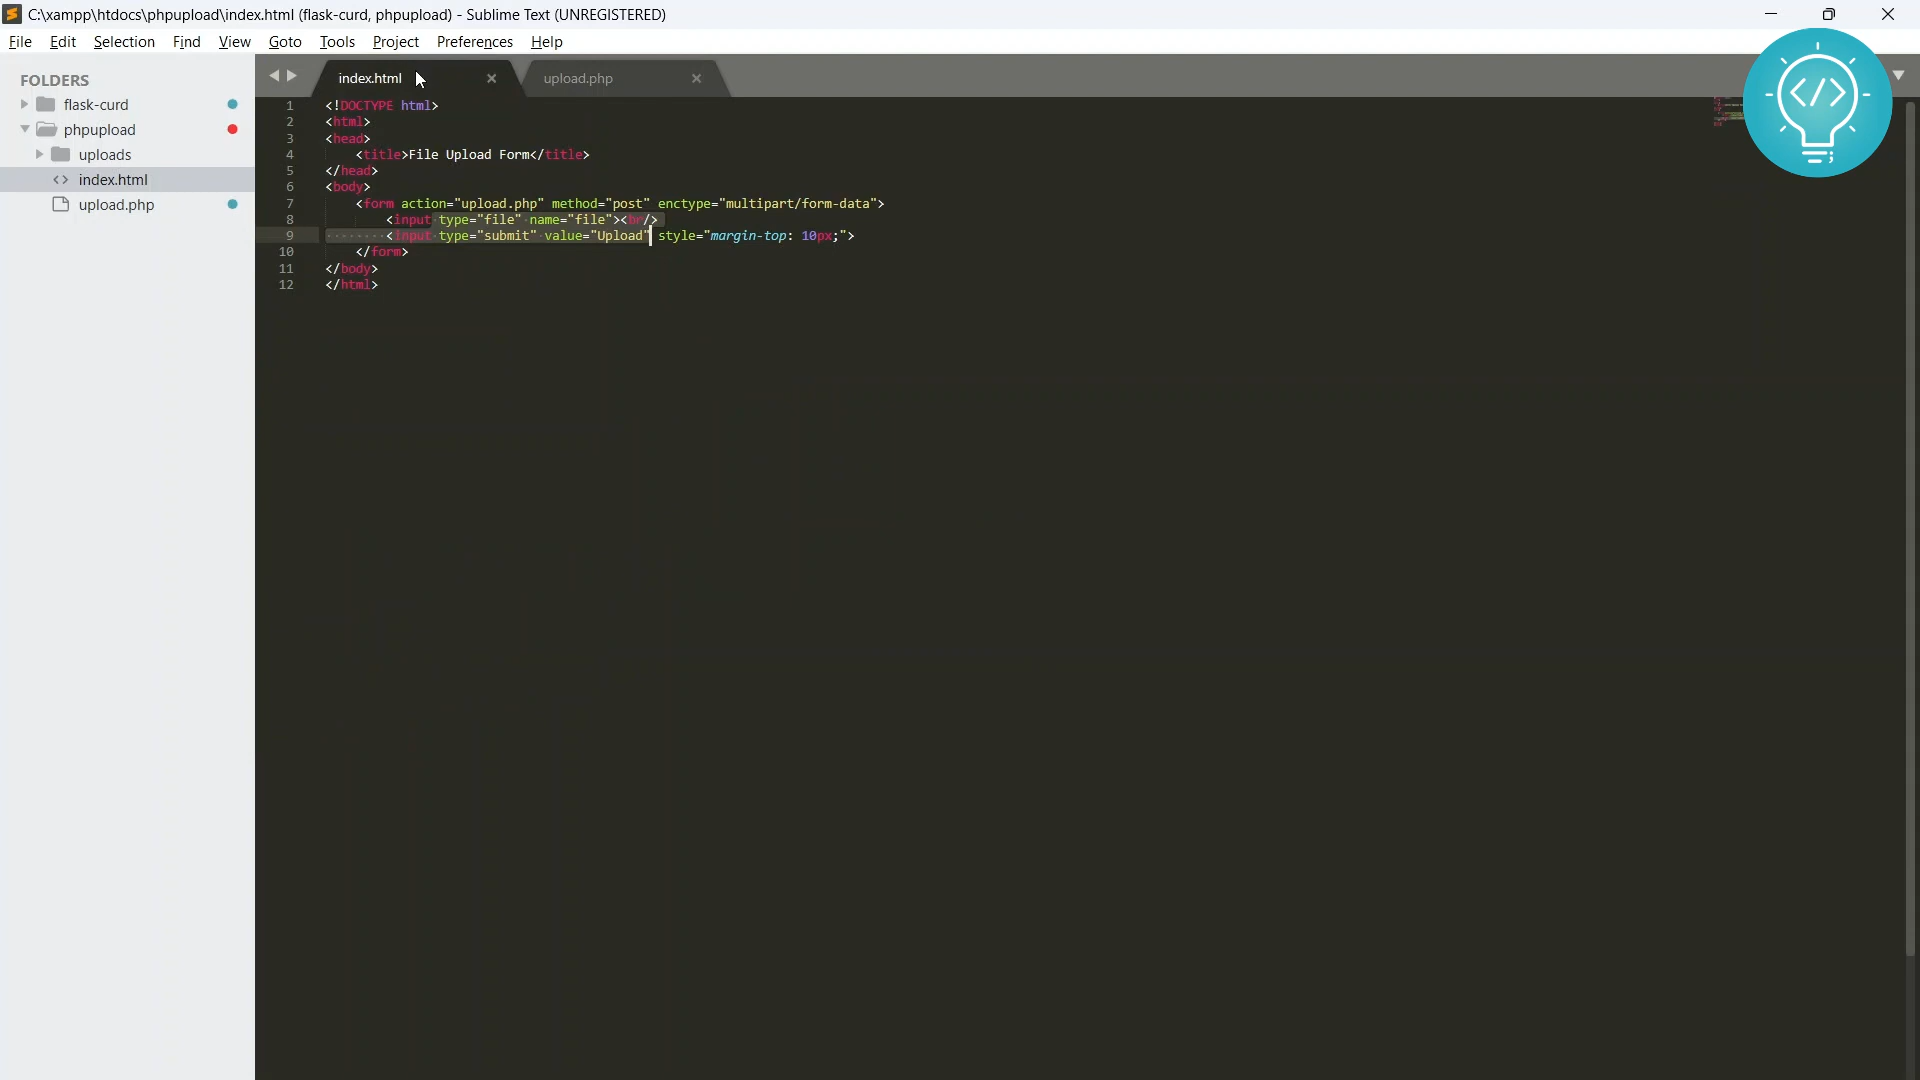 C:\xampp\htdocs\phpupload\index.html (flask-curd, phpupload) - Sublime Text (UNREGISTERED)
File Edit Selection Find View Goto Tools Project Preferences Help
FOLDERS
flask-curd
phpupload
uploads
index.html
upload.php
index.html
upload.php
1 <!DOCTYPE html>
2 <html>
3 <head>
4 <title>File Upload Form</title>
5 </head>
6 <body>
7 <form action="upload.php" method="post" enctype="multipart/form-data">
8 <input type="file" name="file"><br/>
9 <input type="submit" value="Upload" style="margin-top: 10px;">
10 </form>
11 </body>
12 </html>